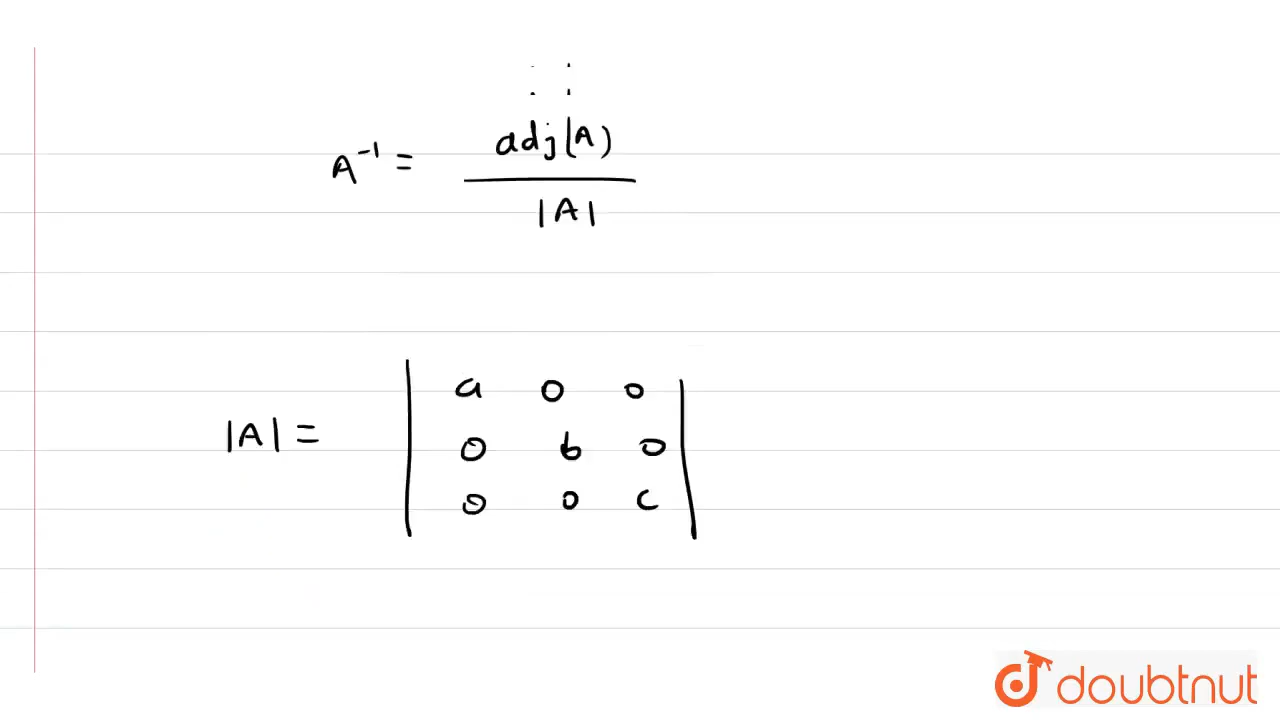 A⁻¹ = adj(A)
|A|
|A| = | a 0 0 |
0 b 0
0 0 c
doubtnut